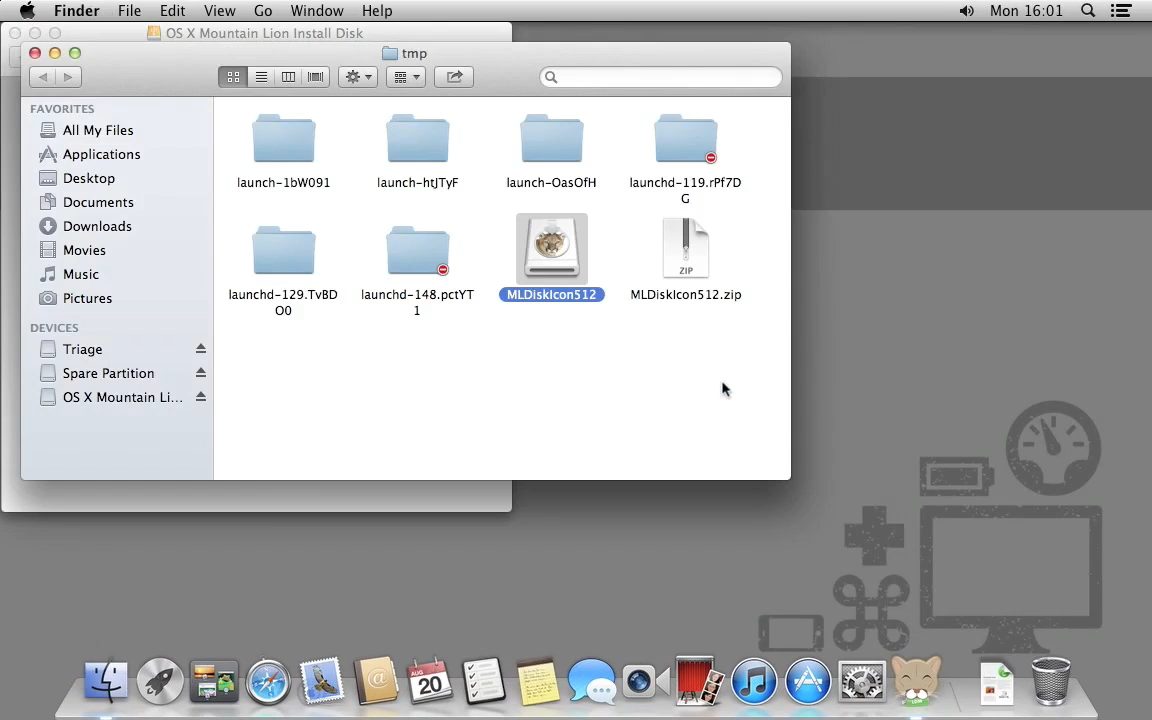 Finder File Edit View Go Window Help Mon 16:01
OS X Mountain Lion Install Disk
tmp
FAVORITES
All My Files
Applications
Desktop
Documents
Downloads
Movies
Music
Pictures
DEVICES
Triage
Spare Partition
OS X Mountain Li...
launch-1bW091
launch-htJTyF
launch-OasOfH
launchd-119.rPf7D
G
launchd-129.TvBD
O0
launchd-148.pctYT
1
MLDiskIcon512
ZIP
MLDiskIcon512.zip
AUG
20